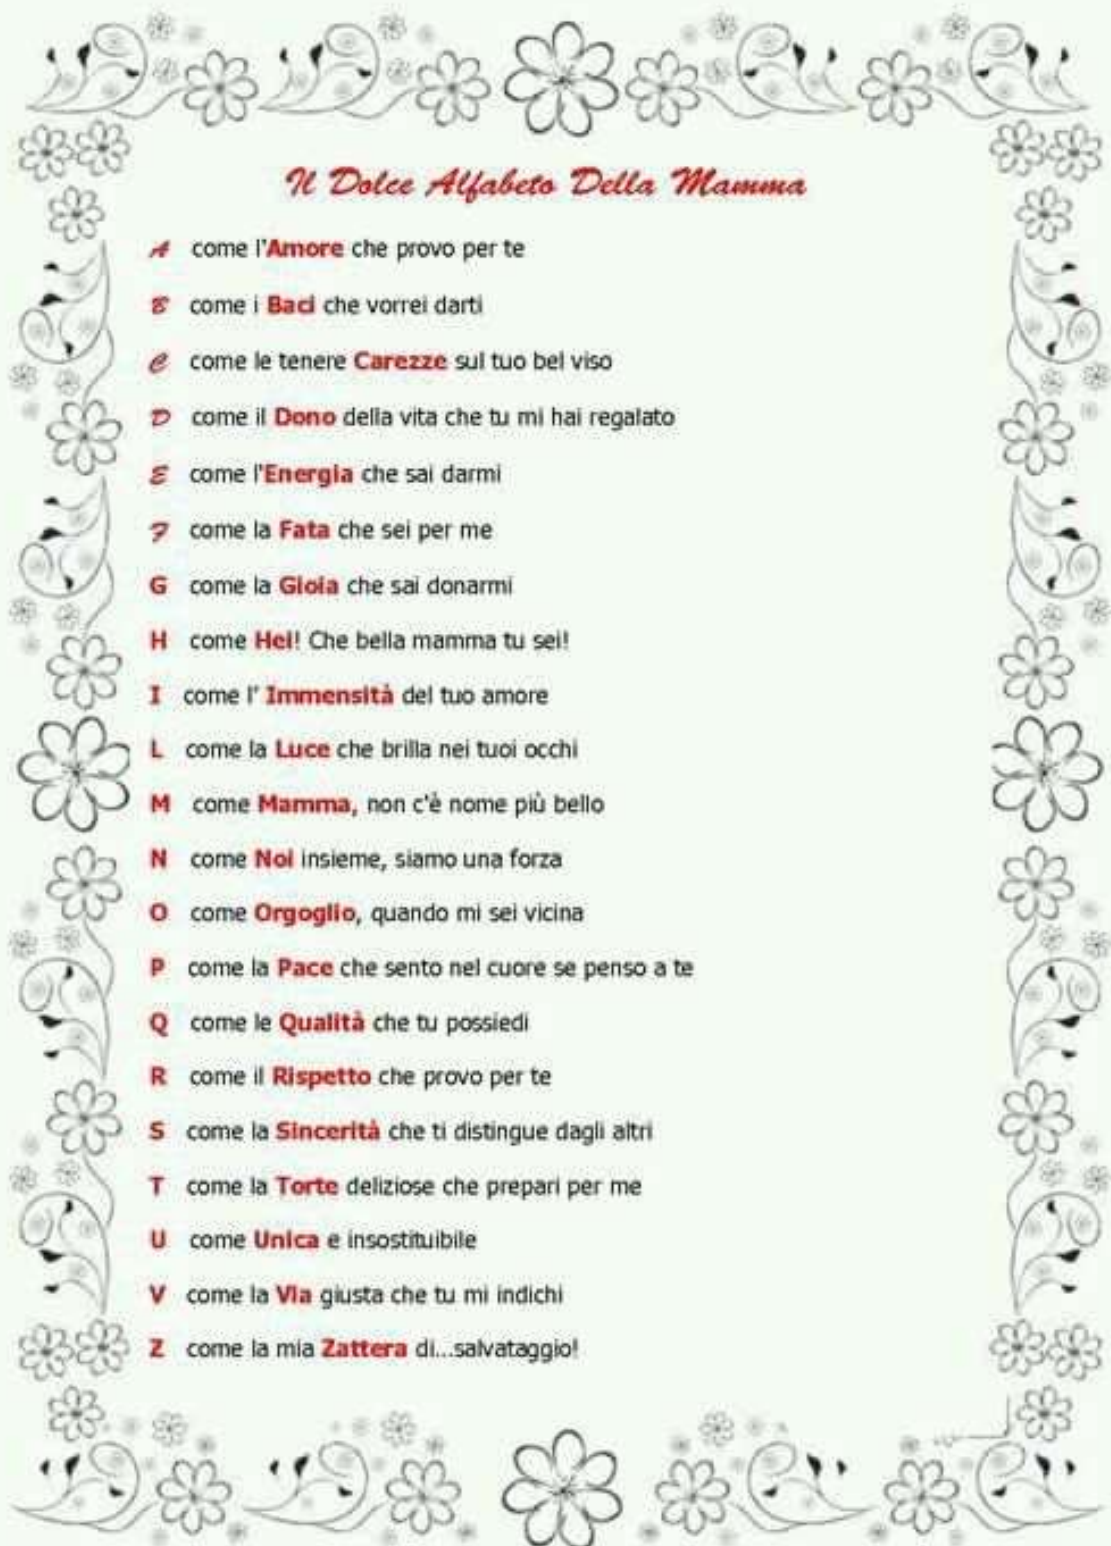 Il Dolce Alfabeto Della Mamma
A come l'Amore che provo per te
B come i Baci che vorrei darti
C come le tenere Carezze sul tuo bel viso
D come il Dono della vita che tu mi hai regalato
E come l'Energia che sai darmi
F come la Fata che sei per me
G come la Gioia che sai donarmi
H come Hei! Che bella mamma tu sei!
I come l' Immensità del tuo amore
L come la Luce che brilla nei tuoi occhi
M come Mamma, non c'è nome più bello
N come Noi insieme, siamo una forza
O come Orgoglio, quando mi sei vicina
P come la Pace che sento nel cuore se penso a te
Q come le Qualità che tu possiedi
R come il Rispetto che provo per te
S come la Sincerità che ti distingue dagli altri
T come la Torte deliziose che prepari per me
U come Unica e insostituibile
V come la Via giusta che tu mi indichi
Z come la mia Zattera di...salvataggio!